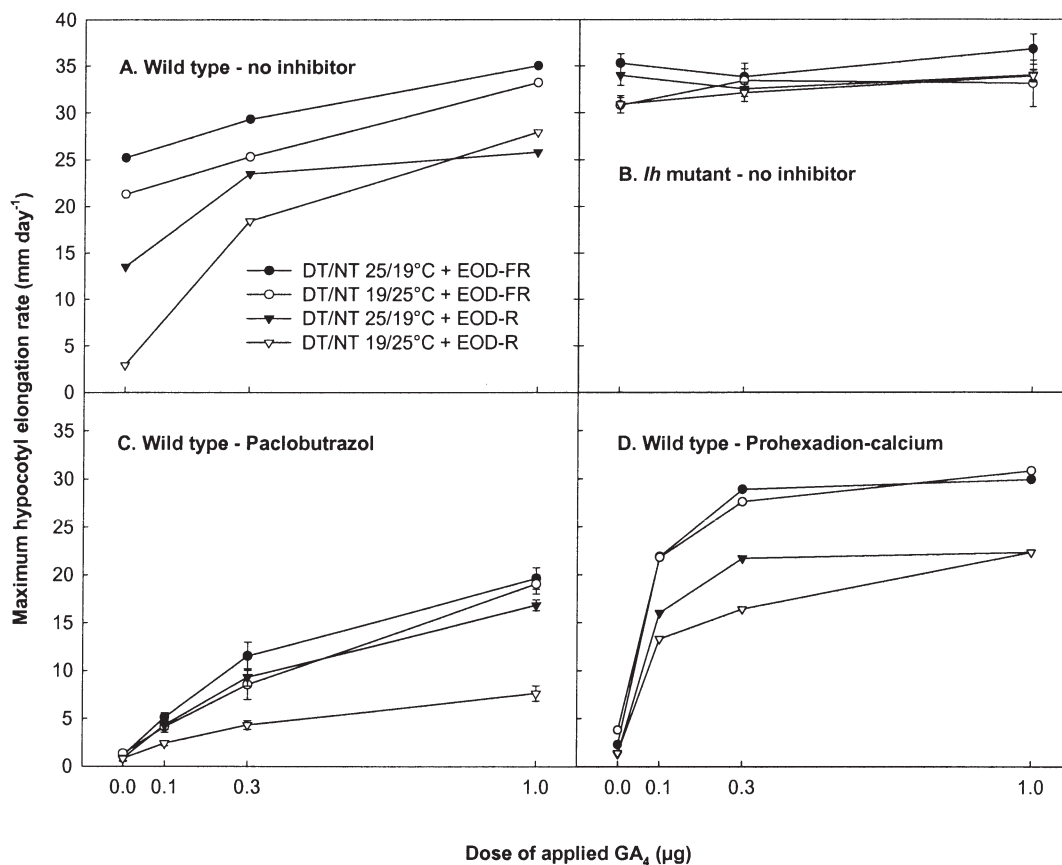 Maximum hypocotyl elongation rate (mm day⁻¹)
40
35
30
25
20
15
10
5
0
A. Wild type - no inhibitor
DT/NT 25/19°C + EOD-FR
DT/NT 19/25°C + EOD-FR
DT/NT 25/19°C + EOD-R
DT/NT 19/25°C + EOD-R
B. lh mutant - no inhibitor
35
30
25
20
15
10
5
0
C. Wild type - Paclobutrazol
D. Wild type - Prohexadion-calcium
0.0 0.1 0.3 1.0 0.0 0.1 0.3 1.0
Dose of applied GA₄ (µg)